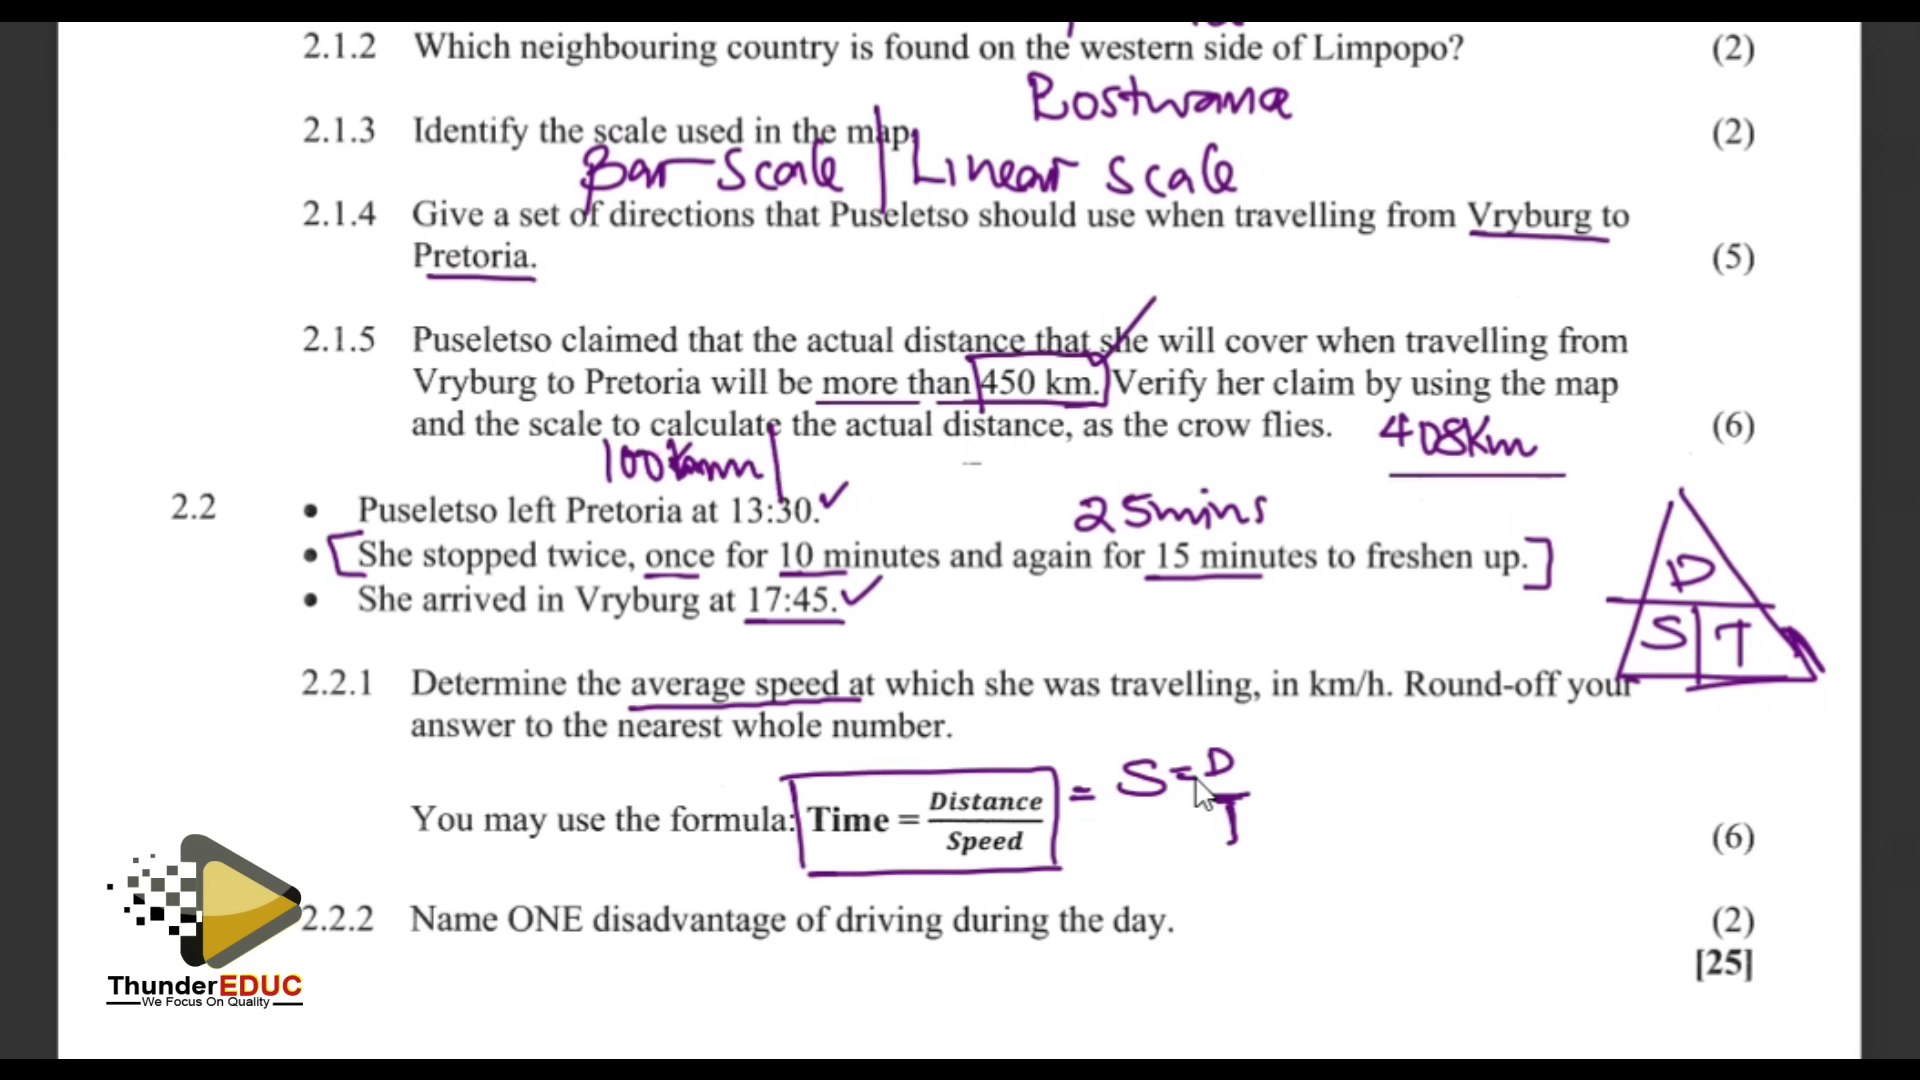 2.1.2 Which neighbouring country is found on the western side of Limpopo? (2)
Bostwana
2.1.3 Identify the scale used in the map. (2)
Bar scale | Linear scale
2.1.4 Give a set of directions that Puseletso should use when travelling from Vryburg to
Pretoria. (5)
2.1.5 Puseletso claimed that the actual distance that she will cover when travelling from
Vryburg to Pretoria will be more than 450 km. Verify her claim by using the map
and the scale to calculate the actual distance, as the crow flies. (6)
408km
2.2 • Puseletso left Pretoria at 13:30.
25mins
• She stopped twice, once for 10 minutes and again for 15 minutes to freshen up.
• She arrived in Vryburg at 17:45.
D
S T
2.2.1 Determine the average speed at which she was travelling, in km/h. Round-off your
answer to the nearest whole number.
You may use the formula: Time = Distance / Speed (6)
= S = D / T
2.2.2 Name ONE disadvantage of driving during the day. (2)
[25]
ThunderEDUC
We Focus On Quality